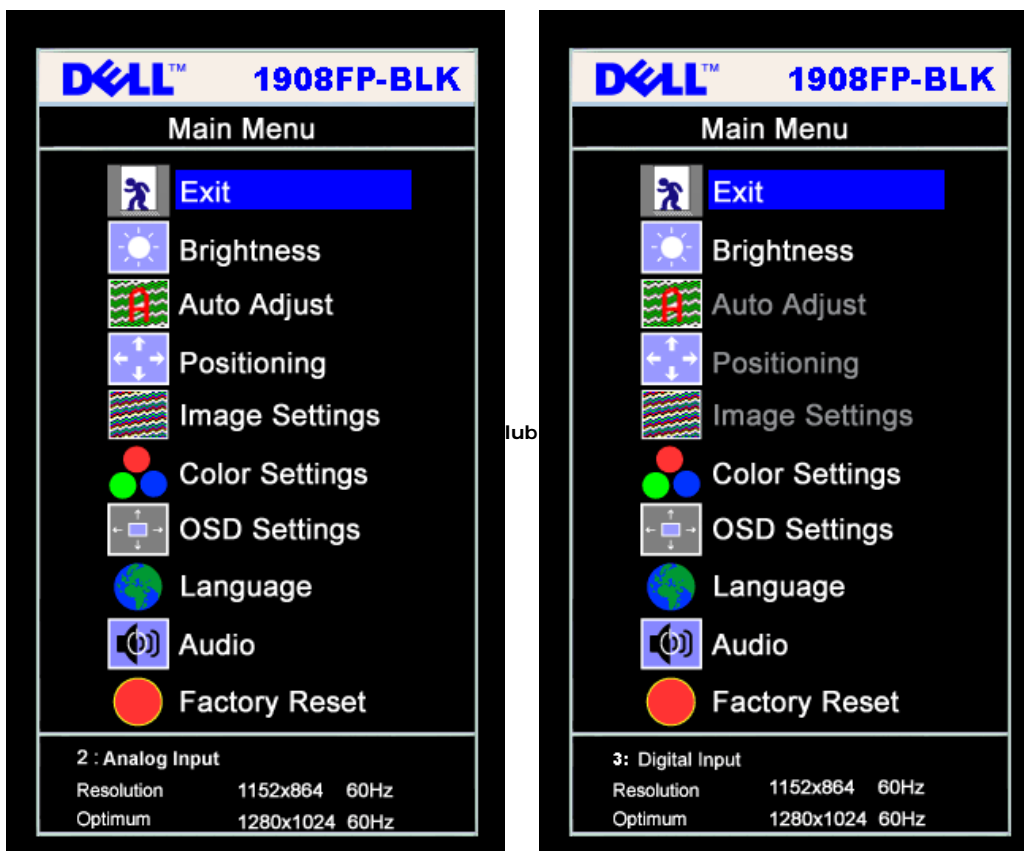 DELL™ 1908FP-BLK
Main Menu
Exit
Brightness
Auto Adjust
Positioning
Image Settings
Color Settings
OSD Settings
Language
Audio
Factory Reset
2 : Analog Input
Resolution 1152x864 60Hz
Optimum 1280x1024 60Hz
lub
DELL™ 1908FP-BLK
Main Menu
Exit
Brightness
Auto Adjust
Positioning
Image Settings
Color Settings
OSD Settings
Language
Audio
Factory Reset
3: Digital Input
Resolution 1152x864 60Hz
Optimum 1280x1024 60Hz